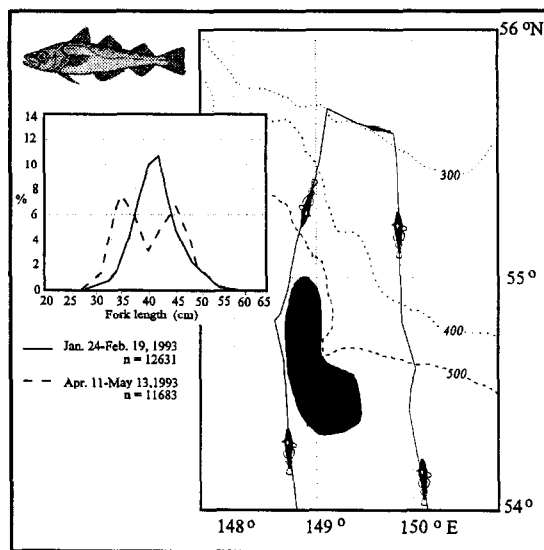 56 °N
14
12
10
%
8
6
4
2
0
20 25 30 35 40 45 50 55 60 65
Fork length (cm)
Jan. 24-Feb. 19, 1993
n = 12631
Apr. 11-May 13,1993
n = 11683
300
55°
400
500
54°
148 °
149 °
150 ° E